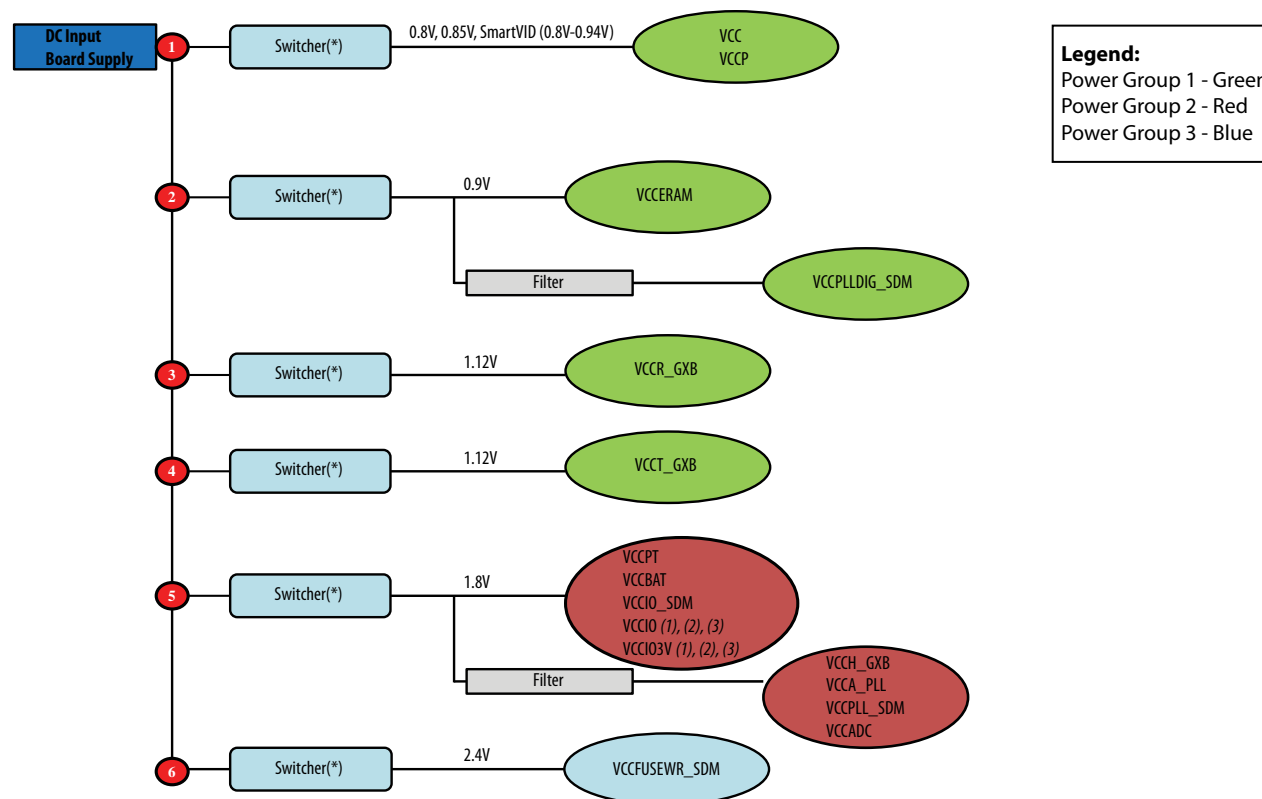 DC Input
Board Supply
1
Switcher(*)
0.8V, 0.85V, SmartVID (0.8V-0.94V)
VCC
VCCP
Legend:
Power Group 1 - Green
Power Group 2 - Red
Power Group 3 - Blue
2
Switcher(*)
0.9V
VCCERAM
Filter
VCCPLLDIG_SDM
3
Switcher(*)
1.12V
VCCR_GXB
4
Switcher(*)
1.12V
VCCT_GXB
5
Switcher(*)
1.8V
VCCPT
VCCBAT
VCCIO_SDM
VCCIO (1), (2), (3)
VCCIO3V (1), (2), (3)
Filter
VCCH_GXB
VCCA_PLL
VCCPLL_SDM
VCCADC
6
Switcher(*)
2.4V
VCCFUSEWR_SDM